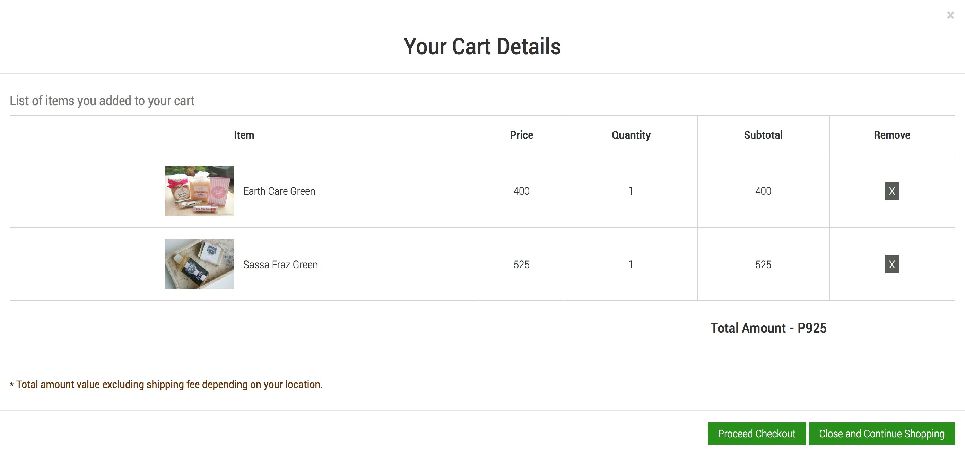 ×
Your Cart Details
List of items you added to your cart
Item Price Quantity Subtotal Remove
Earth Care Green 400 1 400 X
Sassa Fraz Green 525 1 525 X
Total Amount - P925
* Total amount value excluding shipping fee depending on your location.
Proceed Checkout Close and Continue Shopping